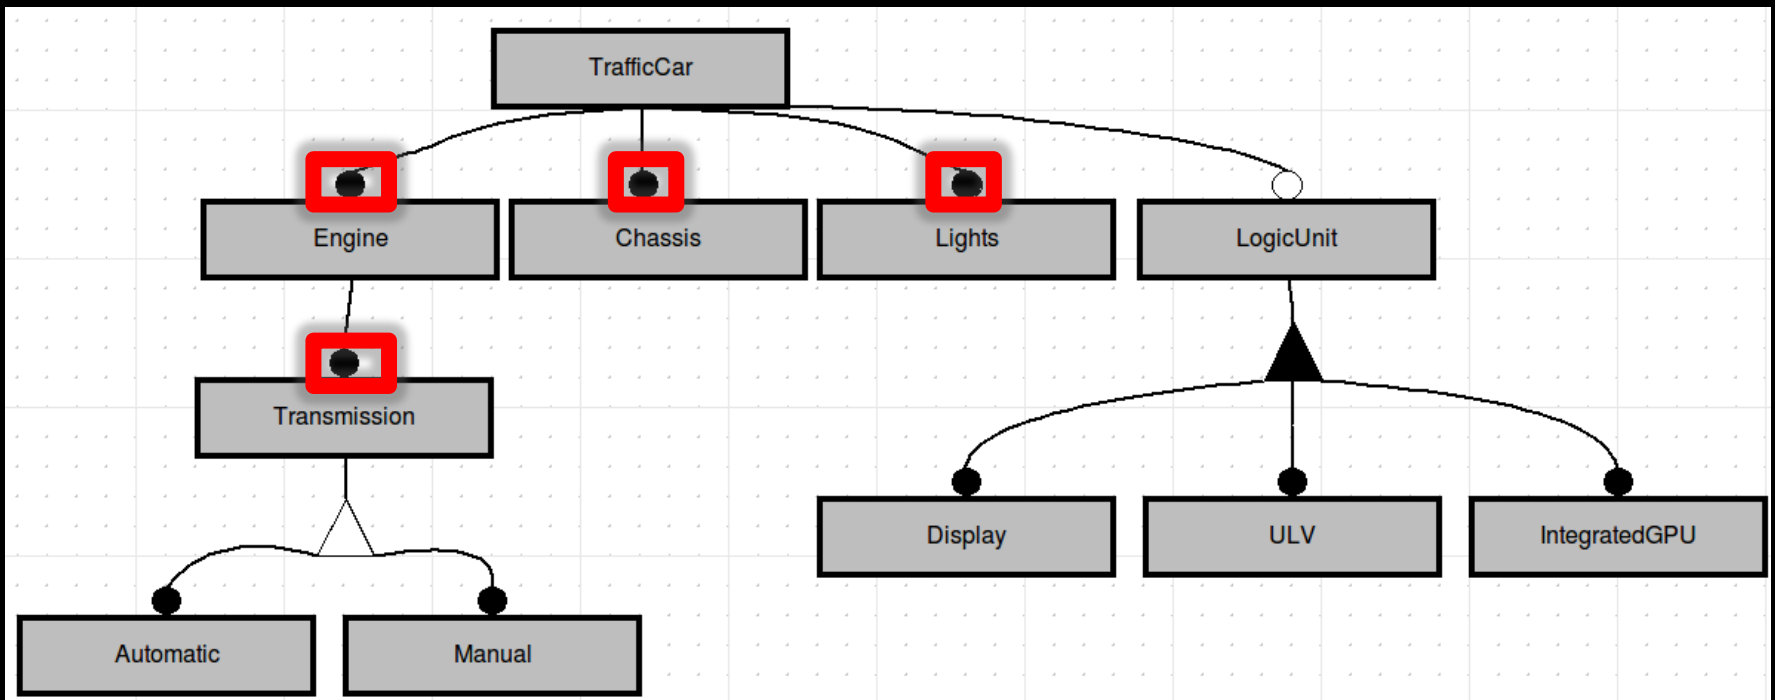 TrafficCar
Engine
Chassis
Lights
LogicUnit
Transmission
Display
ULV
IntegratedGPU
Automatic
Manual